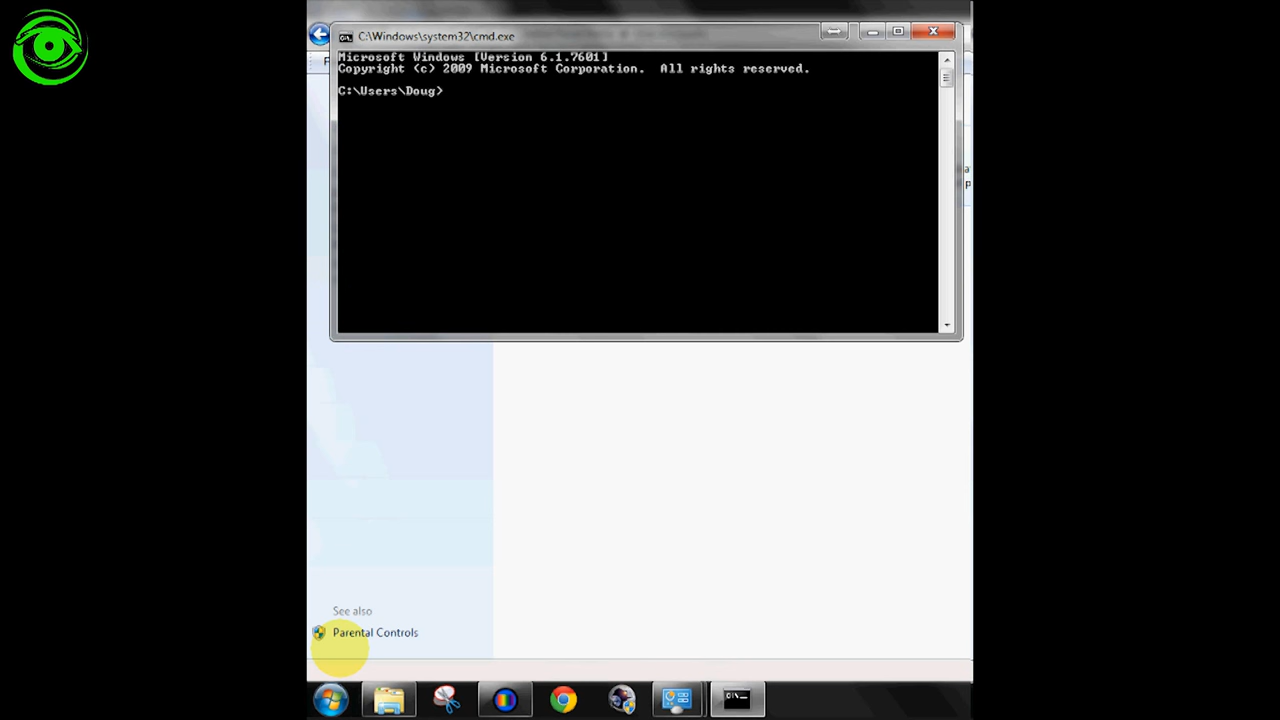 C:\Windows\system32\cmd.exe
Microsoft Windows [Version 6.1.7601]
Copyright (c) 2009 Microsoft Corporation.  All rights reserved.
C:\Users\Doug>
See also
Parental Controls